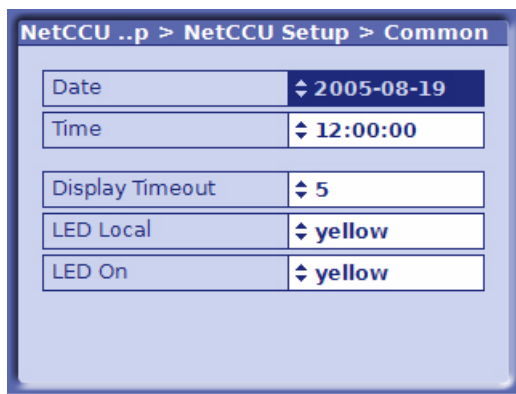 NetCCU ..p > NetCCU Setup > Common
Date 2005-08-19
Time 12:00:00
Display Timeout 5
LED Local yellow
LED On yellow